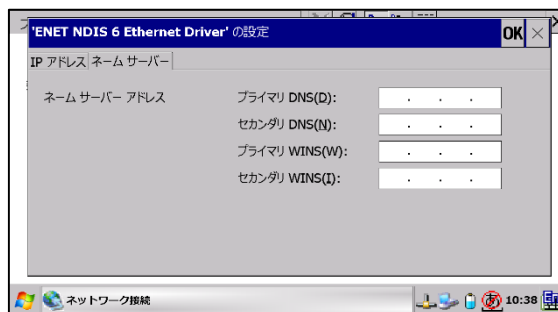 'ENET NDIS 6 Ethernet Driver' の設定
OK ×
IP アドレス ネーム サーバー
ネーム サーバー アドレス
プライマリ DNS(D):
. . .
セカンダリ DNS(N):
. . .
プライマリ WINS(W):
. . .
セカンダリ WINS(I):
. . .
ネットワーク接続
あ 10:38